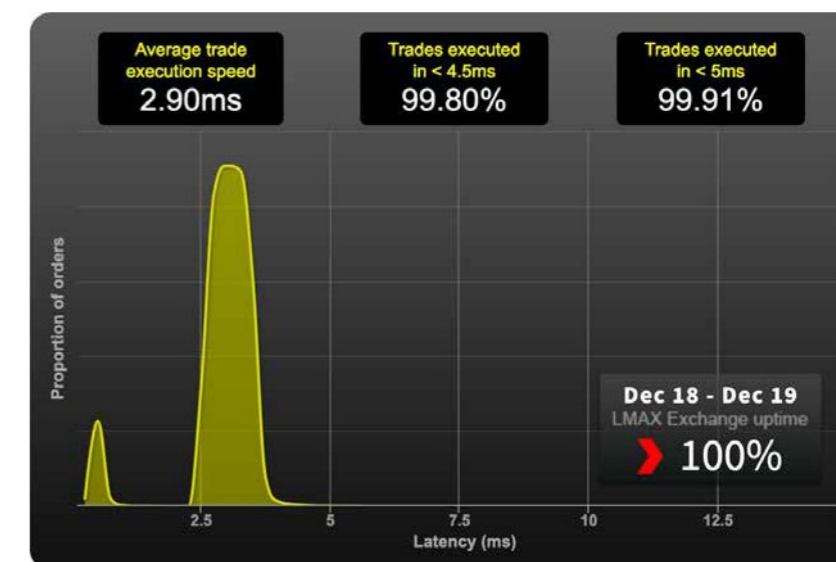 Average trade
execution speed
2.90ms
Trades executed
in < 4.5ms
99.80%
Trades executed
in < 5ms
99.91%
Proportion of orders
Dec 18 - Dec 19
LMAX Exchange uptime
100%
2.5
5
7.5
10
12.5
Latency (ms)